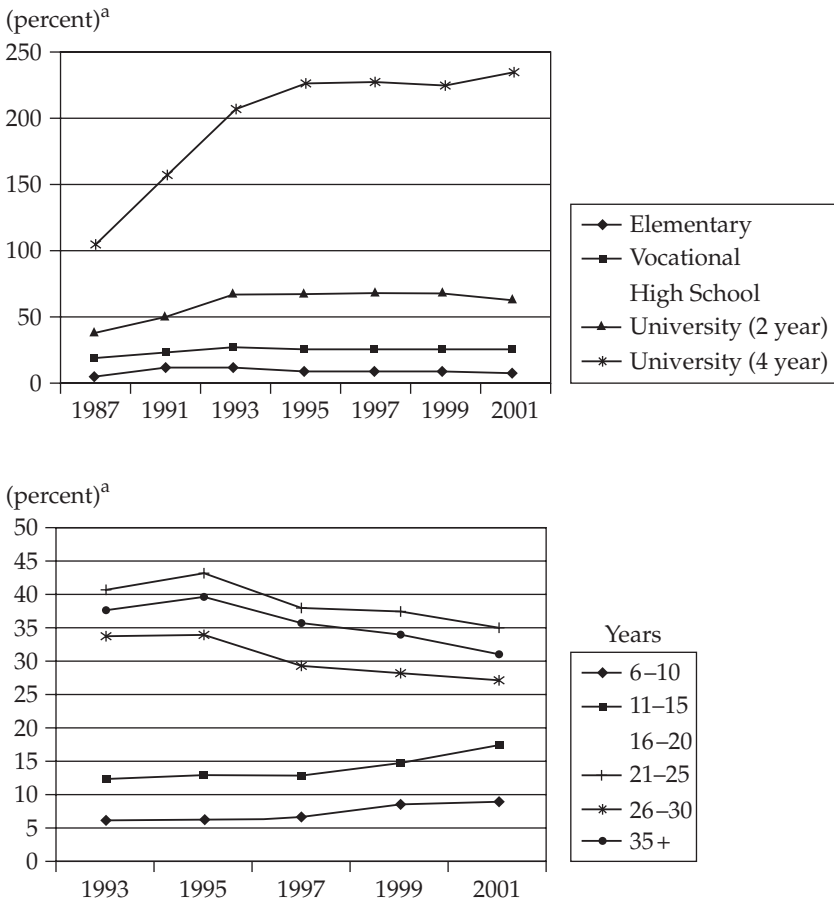 (percent)a
250
200
150
100
50
0
1987 1991 1993 1995 1997 1999 2001
Elementary
Vocational
High School
University (2 year)
University (4 year)
(percent)a
50
45
40
35
30
25
20
15
10
5
0
1993 1995 1997 1999 2001
Years
6–10
11–15
16–20
21–25
26–30
35+